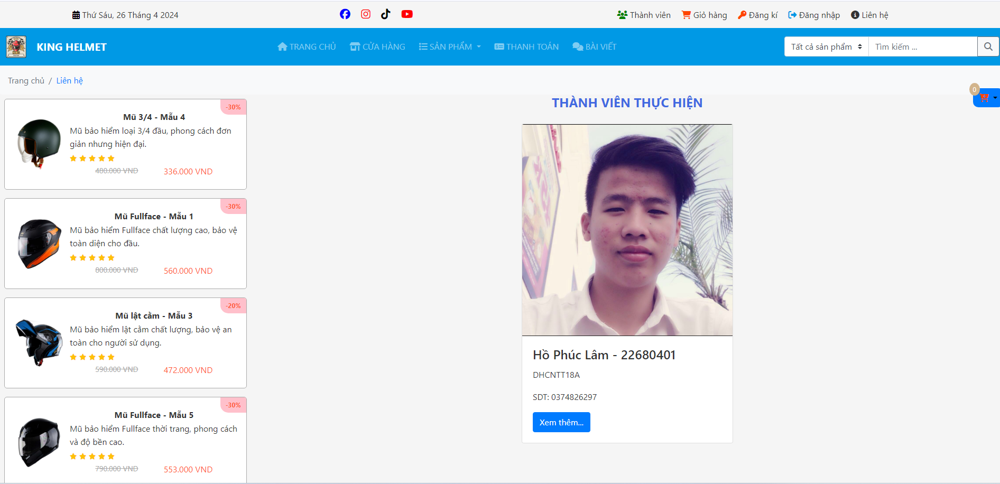 Thứ Sáu, 26 Tháng 4 2024
Thành viên Giỏ hàng Đăng kí Đăng nhập Liên hệ
KING HELMET
TRANG CHỦ CỬA HÀNG SẢN PHẨM THANH TOÁN BÀI VIẾT
Tất cả sản phẩm Tìm kiếm ...
Trang chủ / Liên hệ
0
-30%
Mũ 3/4 - Mẫu 4
Mũ bảo hiểm loại 3/4 đầu, phong cách đơn
giản nhưng hiện đại.
480.000 VND 336.000 VND
-30%
Mũ Fullface - Mẫu 1
Mũ bảo hiểm Fullface chất lượng cao, bảo vệ
toàn diện cho đầu.
800.000 VND 560.000 VND
-20%
Mũ lật cằm - Mẫu 3
Mũ bảo hiểm lật cằm chất lượng, bảo vệ an
toàn cho người sử dụng.
590.000 VND 472.000 VND
-30%
Mũ Fullface - Mẫu 5
Mũ bảo hiểm Fullface thời trang, phong cách
và độ bền cao.
790.000 VND 553.000 VND
THÀNH VIÊN THỰC HIỆN
Hồ Phúc Lâm - 22680401
DHCNTT18A
SDT: 0374826297
Xem thêm...